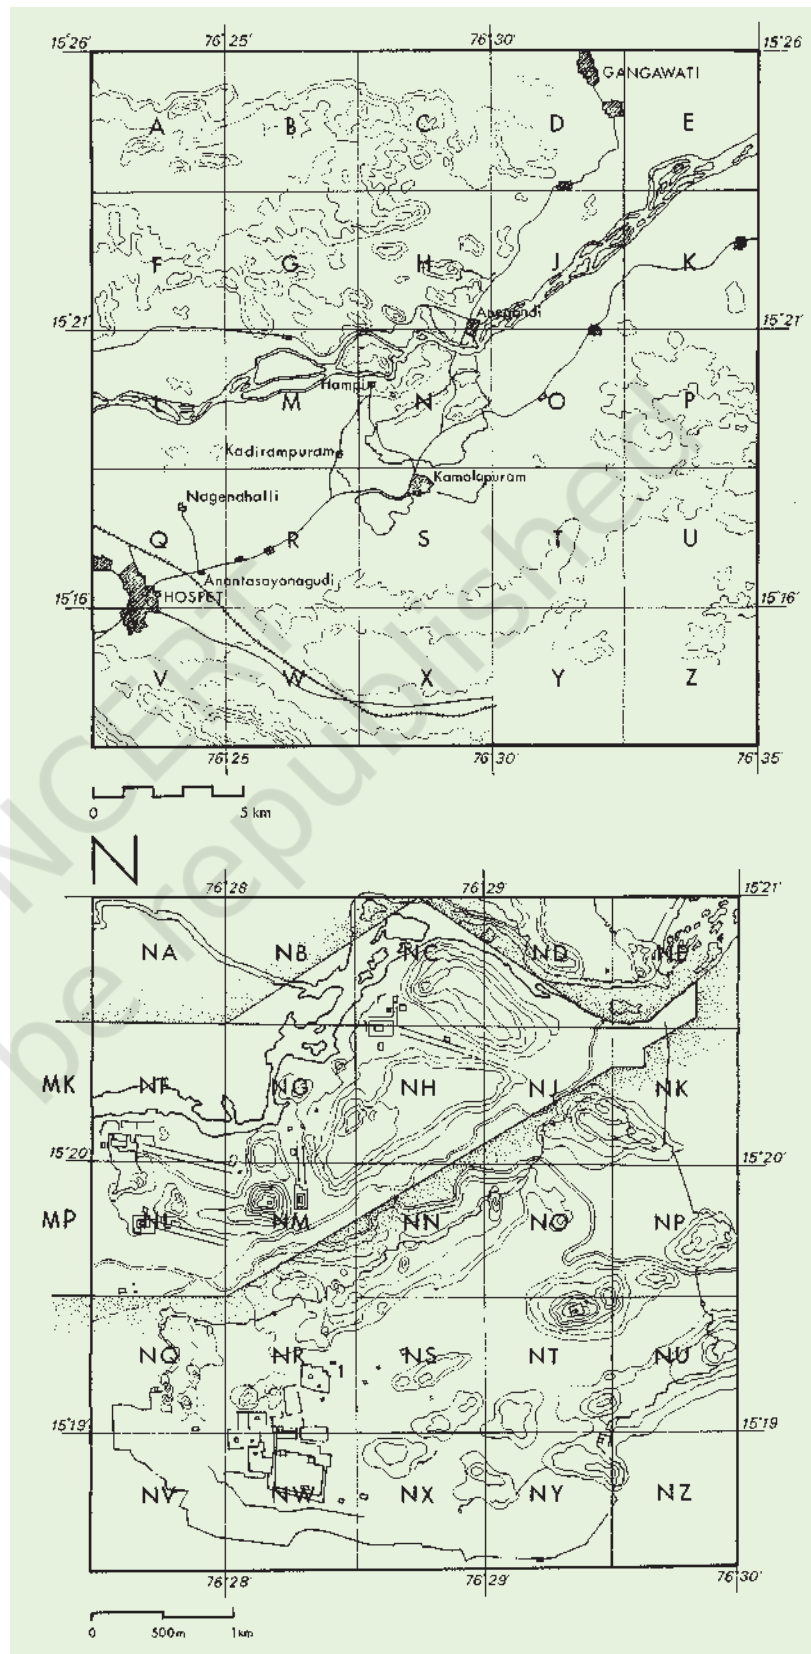 76°25' 76°30'
15°26' 15°26
GANGAWATI
A B C D E
F G H J K
Anegondi
15°21' 15°21'
Hampi
L M N O P
Kadirampuram
Kamalapuram
Nagenahalli
Q R S T U
Anantasayanagudi
HOSPET
15°16' 15°16'
V W X Y Z
76°25' 76°30' 76°35'
0 5 km
N
76°28' 76°29' 15°21'
NA NB NC ND NE
MK NF NG NH NJ NK
15°20' 15°20'
MP NL NM NN NO NP
NQ NR NS NT NU
1
15°19' 15°19
NV NW NX NY NZ
76°28' 76°29' 76°30'
0 500m 1km
NCERT
be republished